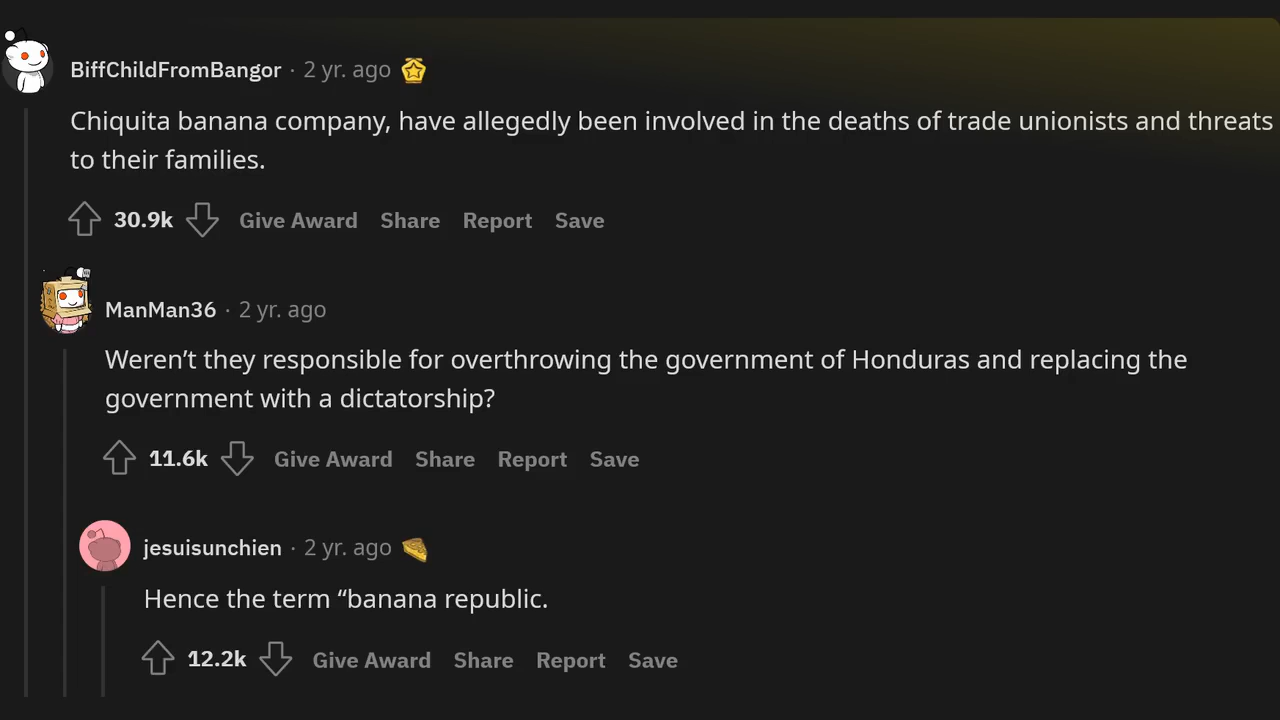 BiffChildFromBangor · 2 yr. ago
Chiquita banana company, have allegedly been involved in the deaths of trade unionists and threats
to their families.
30.9k Give Award Share Report Save
ManMan36 · 2 yr. ago
Weren’t they responsible for overthrowing the government of Honduras and replacing the
government with a dictatorship?
11.6k Give Award Share Report Save
jesuisunchien · 2 yr. ago
Hence the term “banana republic.
12.2k Give Award Share Report Save